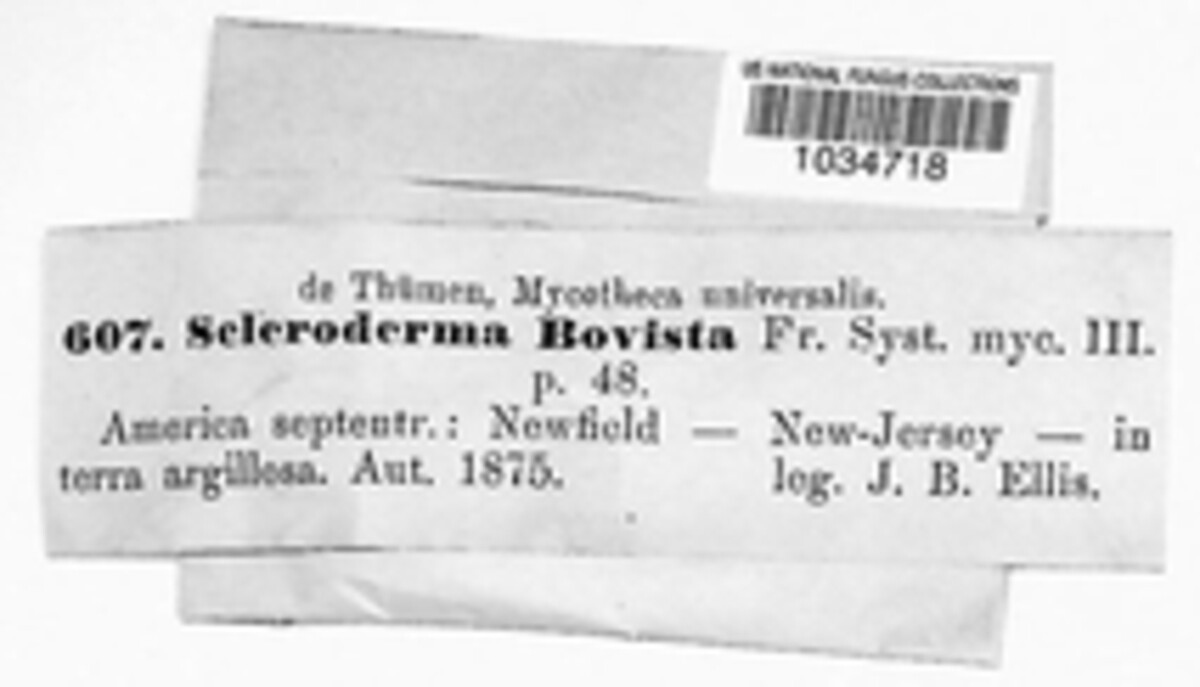 US NATIONAL FUNGUS COLLECTIONS
1034718
de Thümen, Mycotheca universalis.
607. Scleroderma Bovista Fr. Syst. myc. III.
p. 48.
America septentr.: Newfield — New-Jersey — in
terra argillosa. Aut. 1875. leg. J. B. Ellis.